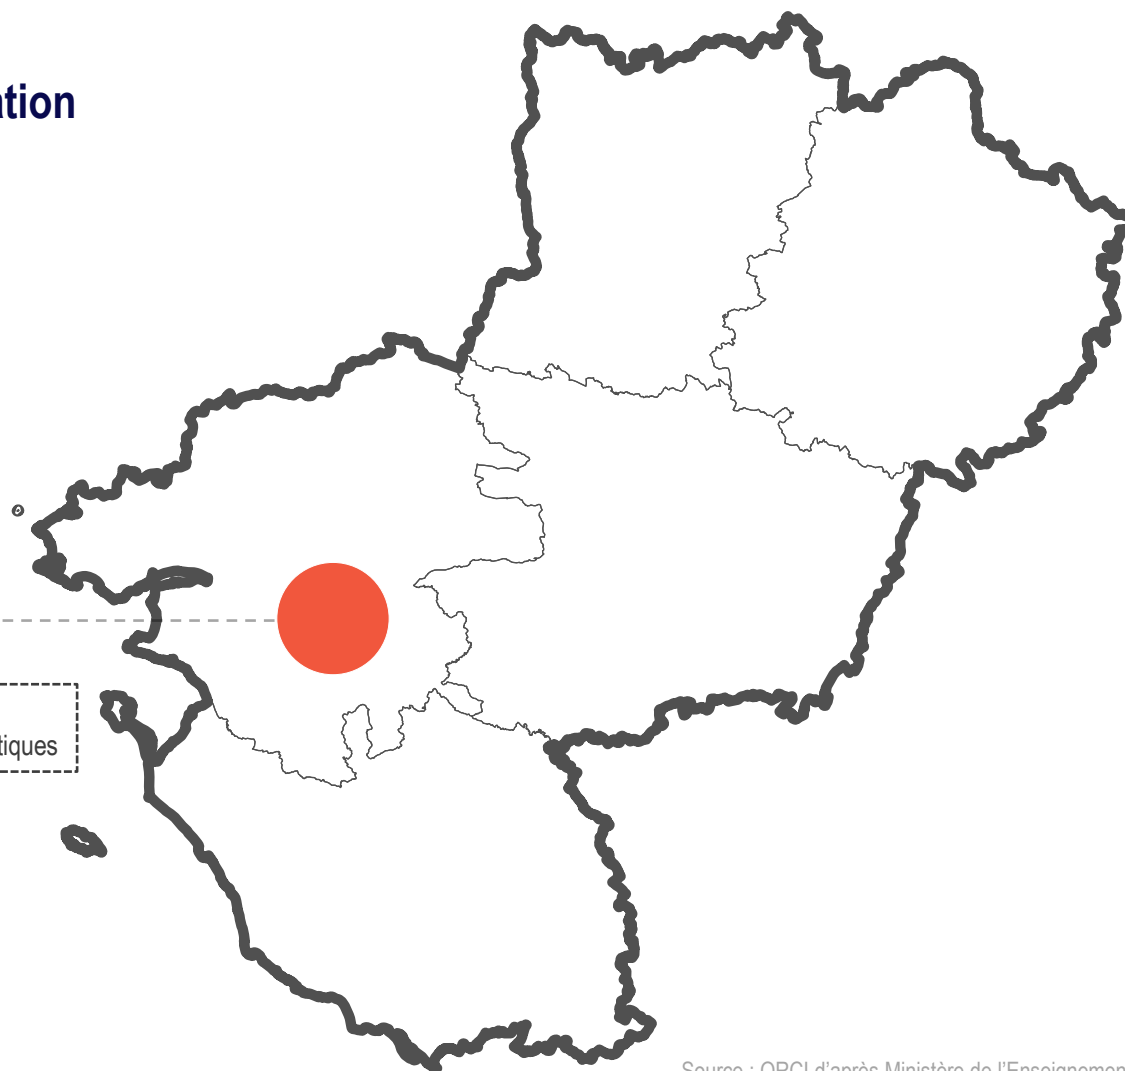 ation
tiques
Source : ORCI d'après Ministère de l'Enseignemen